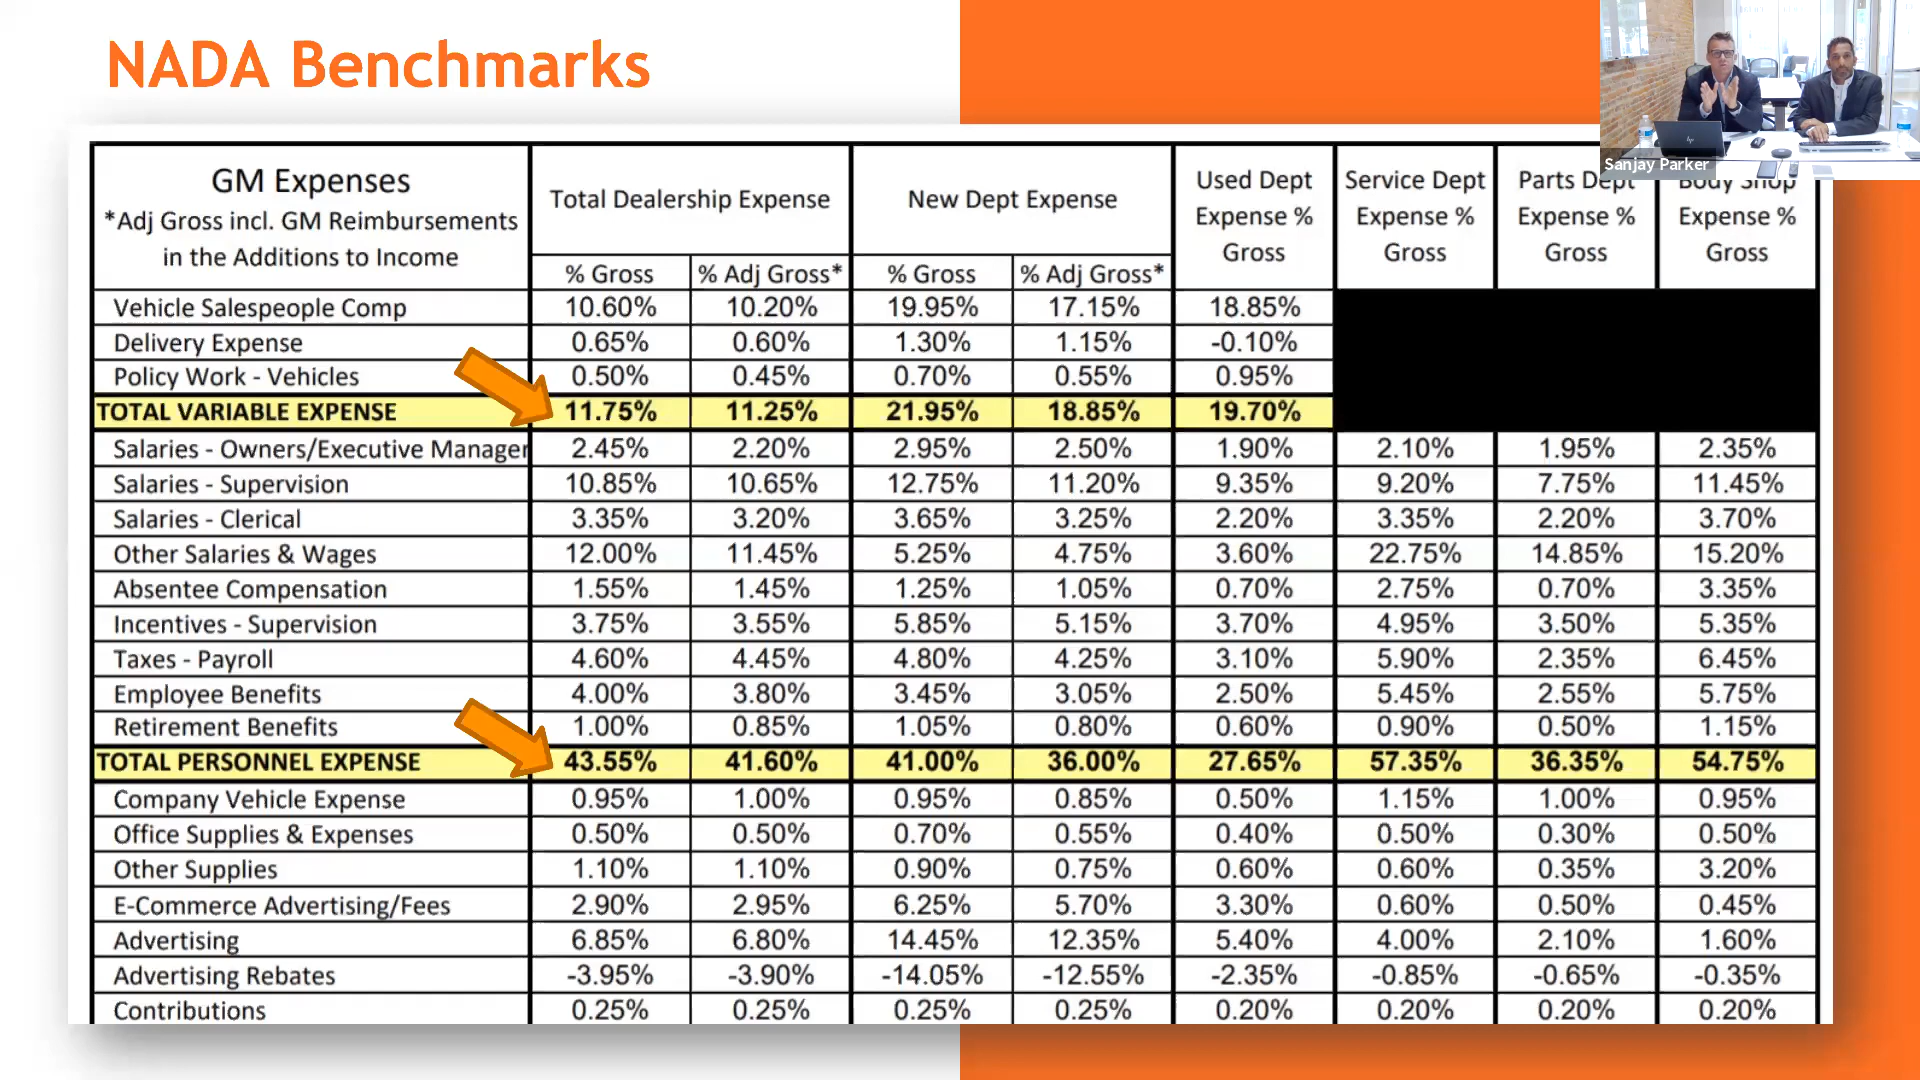 NADA Benchmarks
Sanjay Parker
GM Expenses
*Adj Gross incl. GM Reimbursements
in the Additions to Income
Total Dealership Expense
New Dept Expense
Used Dept
Expense %
Gross
Service Dept
Expense %
Gross
Parts Dept
Expense %
Gross
Body Shop
Expense %
Gross
% Gross % Adj Gross* % Gross % Adj Gross*
Vehicle Salespeople Comp 10.60% 10.20% 19.95% 17.15% 18.85%
Delivery Expense 0.65% 0.60% 1.30% 1.15% -0.10%
Policy Work - Vehicles 0.50% 0.45% 0.70% 0.55% 0.95%
TOTAL VARIABLE EXPENSE 11.75% 11.25% 21.95% 18.85% 19.70%
Salaries - Owners/Executive Manager 2.45% 2.20% 2.95% 2.50% 1.90% 2.10% 1.95% 2.35%
Salaries - Supervision 10.85% 10.65% 12.75% 11.20% 9.35% 9.20% 7.75% 11.45%
Salaries - Clerical 3.35% 3.20% 3.65% 3.25% 2.20% 3.35% 2.20% 3.70%
Other Salaries & Wages 12.00% 11.45% 5.25% 4.75% 3.60% 22.75% 14.85% 15.20%
Absentee Compensation 1.55% 1.45% 1.25% 1.05% 0.70% 2.75% 0.70% 3.35%
Incentives - Supervision 3.75% 3.55% 5.85% 5.15% 3.70% 4.95% 3.50% 5.35%
Taxes - Payroll 4.60% 4.45% 4.80% 4.25% 3.10% 5.90% 2.35% 6.45%
Employee Benefits 4.00% 3.80% 3.45% 3.05% 2.50% 5.45% 2.55% 5.75%
Retirement Benefits 1.00% 0.85% 1.05% 0.80% 0.60% 0.90% 0.50% 1.15%
TOTAL PERSONNEL EXPENSE 43.55% 41.60% 41.00% 36.00% 27.65% 57.35% 36.35% 54.75%
Company Vehicle Expense 0.95% 1.00% 0.95% 0.85% 0.50% 1.15% 1.00% 0.95%
Office Supplies & Expenses 0.50% 0.50% 0.70% 0.55% 0.40% 0.50% 0.30% 0.50%
Other Supplies 1.10% 1.10% 0.90% 0.75% 0.60% 0.60% 0.35% 3.20%
E-Commerce Advertising/Fees 2.90% 2.95% 6.25% 5.70% 3.30% 0.60% 0.50% 0.45%
Advertising 6.85% 6.80% 14.45% 12.35% 5.40% 4.00% 2.10% 1.60%
Advertising Rebates -3.95% -3.90% -14.05% -12.55% -2.35% -0.85% -0.65% -0.35%
Contributions 0.25% 0.25% 0.25% 0.25% 0.20% 0.20% 0.20% 0.20%